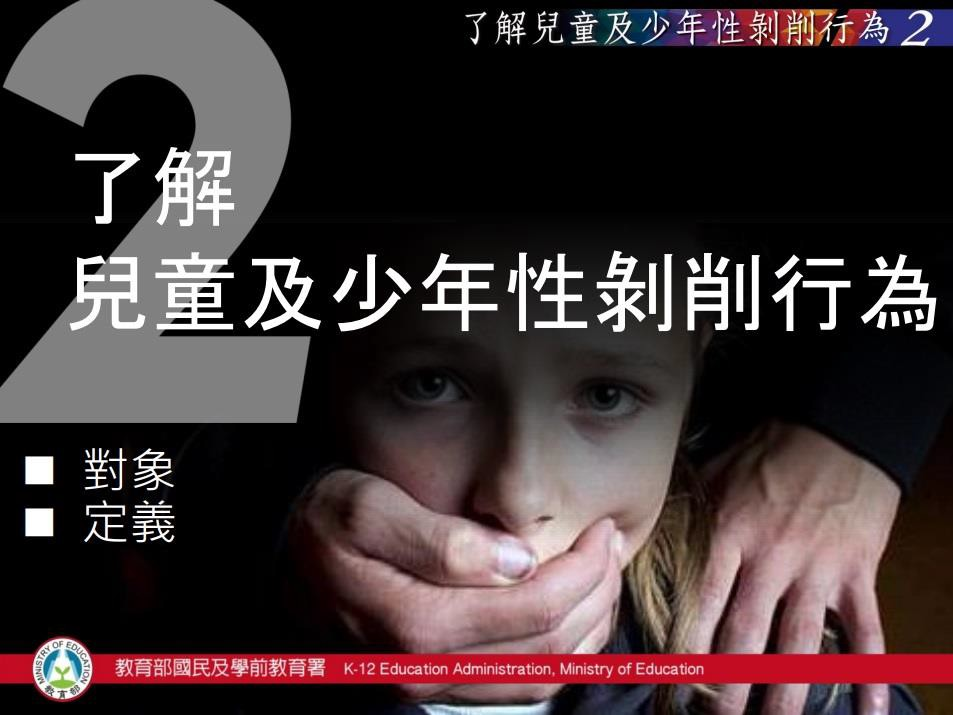 了解兒童及少年性剝削行為 2
2
了解
兒童及少年性剝削行為
■ 對象
■ 定義
MINISTRY OF EDUCATION
教育部
教育部國民及學前教育署 K-12 Education Administration, Ministry of Education